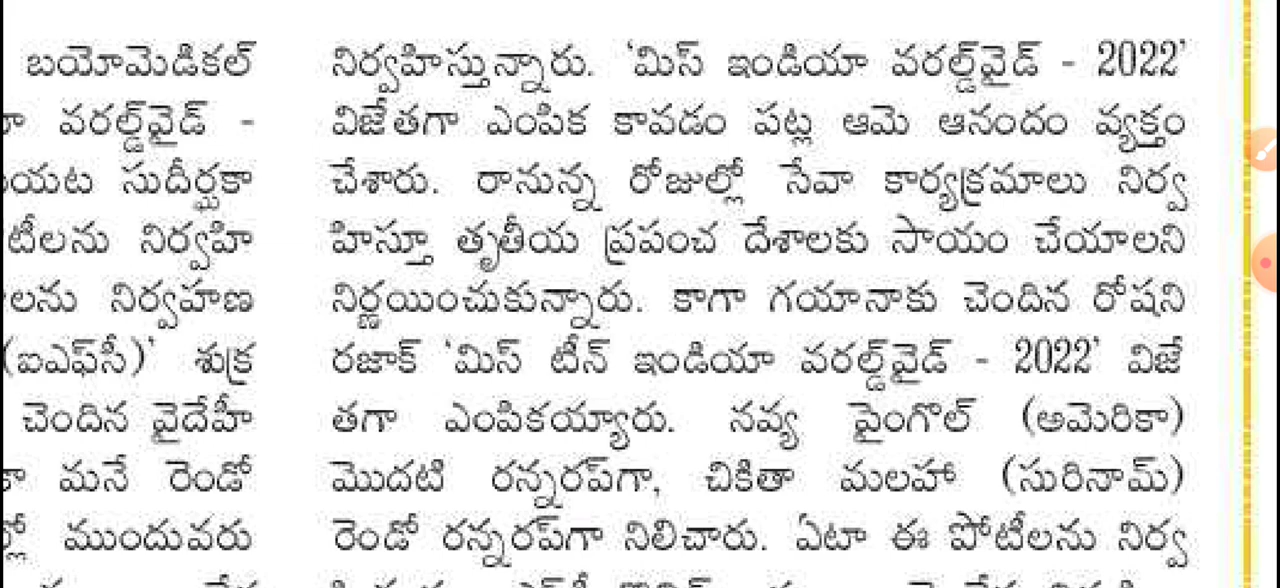 బయోమెడికల్
వరల్డ్‌వైడ్ -
సుదీర్ఘకా
టీలను నిర్వహి
లను నిర్వహణ
(ఐఎఫ్‌సీ)' శుక్ర
చెందిన వైదేహీ
మనే రెండో
ముందువరు
నిర్వహిస్తున్నారు. 'మిస్ ఇండియా వరల్డ్‌వైడ్ - 2022'
విజేతగా ఎంపిక కావడం పట్ల ఆమె ఆనందం వ్యక్తం
చేశారు. రానున్న రోజుల్లో సేవా కార్యక్రమాలు నిర్వ
హిస్తూ తృతీయ ప్రపంచ దేశాలకు సాయం చేయాలని
నిర్ణయించుకున్నారు. కాగా గయానాకు చెందిన రోషని
రజాక్ 'మిస్ టీన్ ఇండియా వరల్డ్‌వైడ్ - 2022' విజే
తగా ఎంపికయ్యారు. నవ్య పైంగొల్ (అమెరికా)
మొదటి రన్నరప్‌గా, చికితా మలహా (సురినామ్)
రెండో రన్నరప్‌గా నిలిచారు. ఏటా ఈ పోటీలను నిర్వ